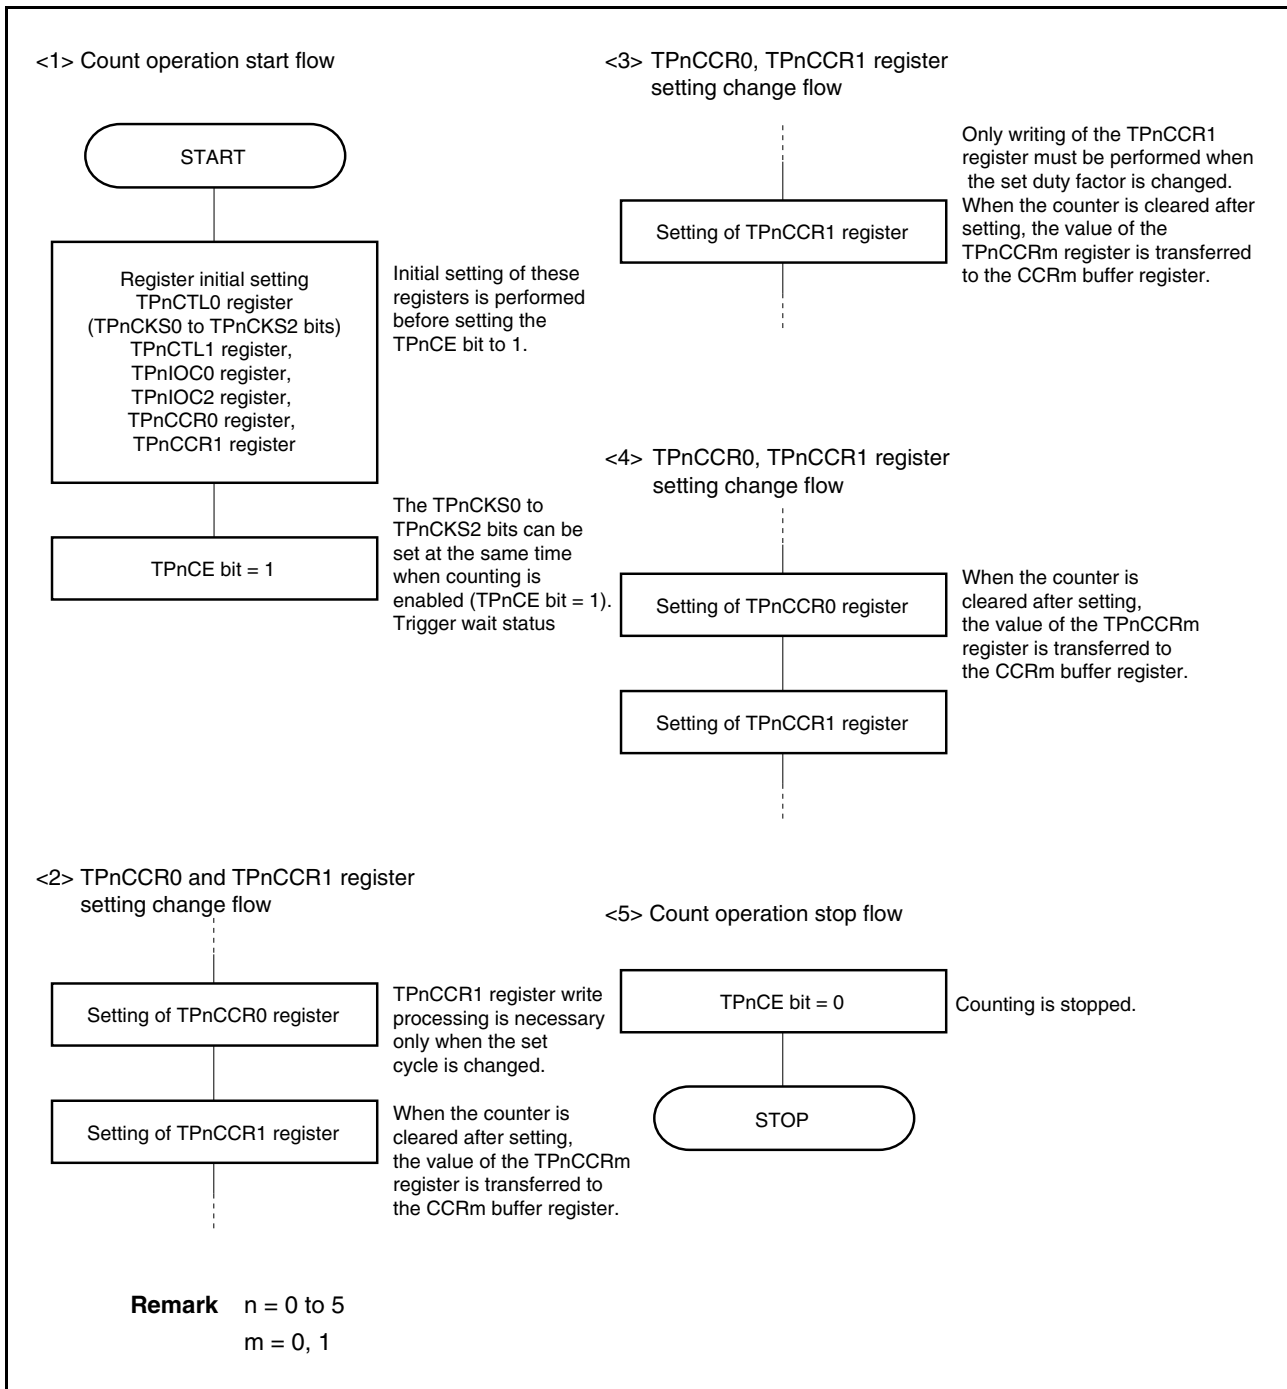 <1> Count operation start flow
START
Register initial setting
TPnCTL0 register
(TPnCKS0 to TPnCKS2 bits)
TPnCTL1 register,
TPnIOC0 register,
TPnIOC2 register,
TPnCCR0 register,
TPnCCR1 register
Initial setting of these
registers is performed
before setting the
TPnCE bit to 1.
TPnCE bit = 1
The TPnCKS0 to
TPnCKS2 bits can be
set at the same time
when counting is
enabled (TPnCE bit = 1).
Trigger wait status
<2> TPnCCR0 and TPnCCR1 register
setting change flow
Setting of TPnCCR0 register
TPnCCR1 register write
processing is necessary
only when the set
cycle is changed.
Setting of TPnCCR1 register
When the counter is
cleared after setting,
the value of the TPnCCRm
register is transferred to
the CCRm buffer register.
<3> TPnCCR0, TPnCCR1 register
setting change flow
Setting of TPnCCR1 register
Only writing of the TPnCCR1
register must be performed when
the set duty factor is changed.
When the counter is cleared after
setting, the value of the
TPnCCRm register is transferred
to the CCRm buffer register.
<4> TPnCCR0, TPnCCR1 register
setting change flow
Setting of TPnCCR0 register
When the counter is
cleared after setting,
the value of the TPnCCRm
register is transferred to
the CCRm buffer register.
Setting of TPnCCR1 register
<5> Count operation stop flow
TPnCE bit = 0
Counting is stopped.
STOP
Remark n = 0 to 5
m = 0, 1